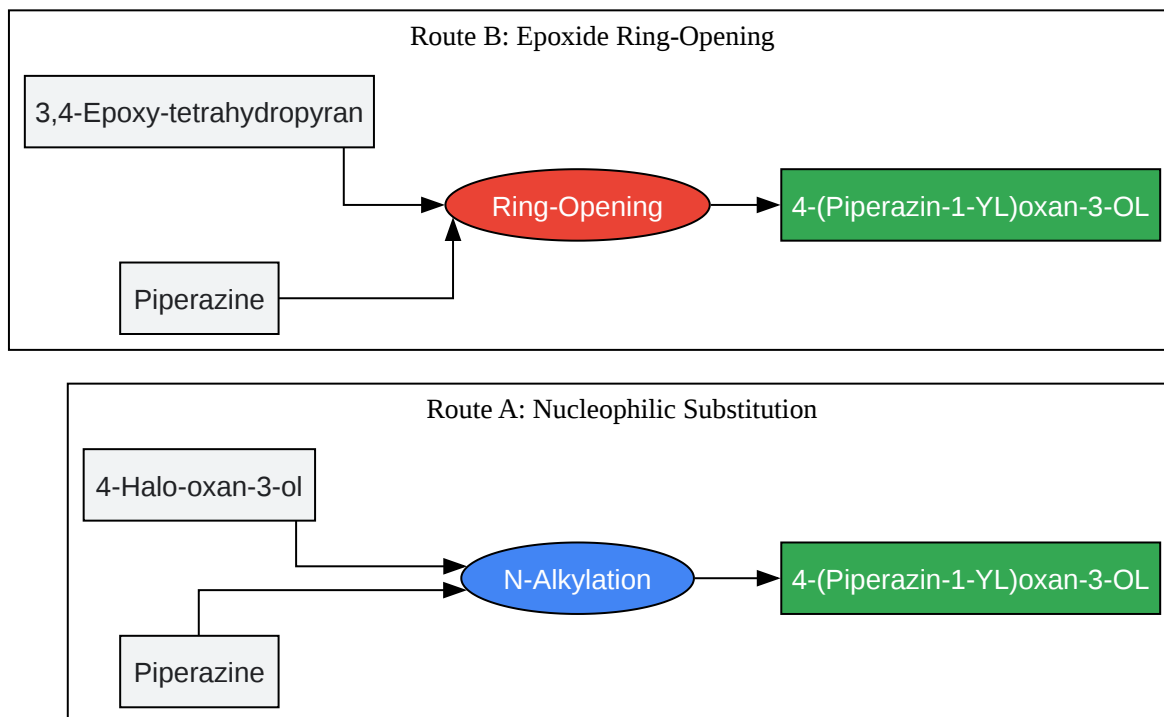 Route B: Epoxide Ring-Opening
3,4-Epoxy-tetrahydropyran
Ring-Opening
4-(Piperazin-1-YL)oxan-3-OL
Piperazine
Route A: Nucleophilic Substitution
4-Halo-oxan-3-ol
N-Alkylation
4-(Piperazin-1-YL)oxan-3-OL
Piperazine